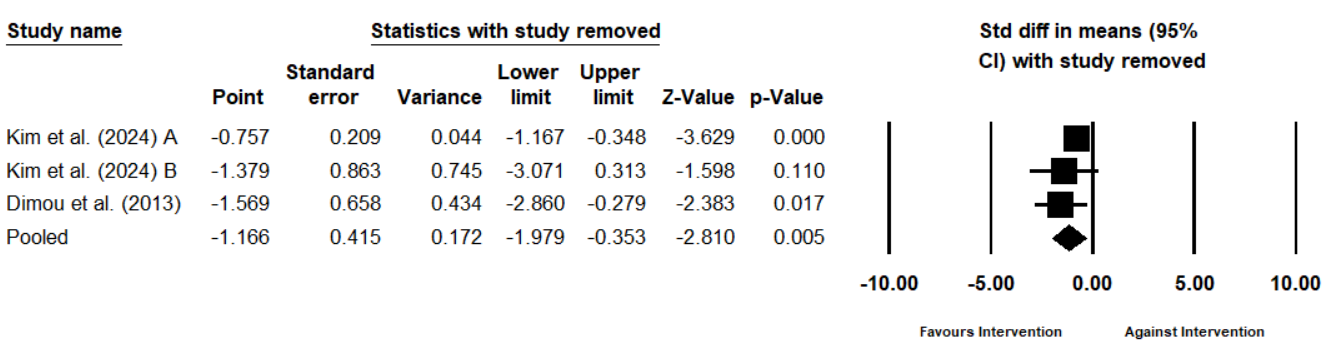 Study name Statistics with study removed Std diff in means (95%
CI) with study removed
Standard Lower Upper
Point error Variance limit limit Z-Value p-Value
Kim et al. (2024) A -0.757 0.209 0.044 -1.167 -0.348 -3.629 0.000
Kim et al. (2024) B -1.379 0.863 0.745 -3.071 0.313 -1.598 0.110
Dimou et al. (2013) -1.569 0.658 0.434 -2.860 -0.279 -2.383 0.017
Pooled -1.166 0.415 0.172 -1.979 -0.353 -2.810 0.005
-10.00 -5.00 0.00 5.00 10.00
Favours Intervention Against Intervention